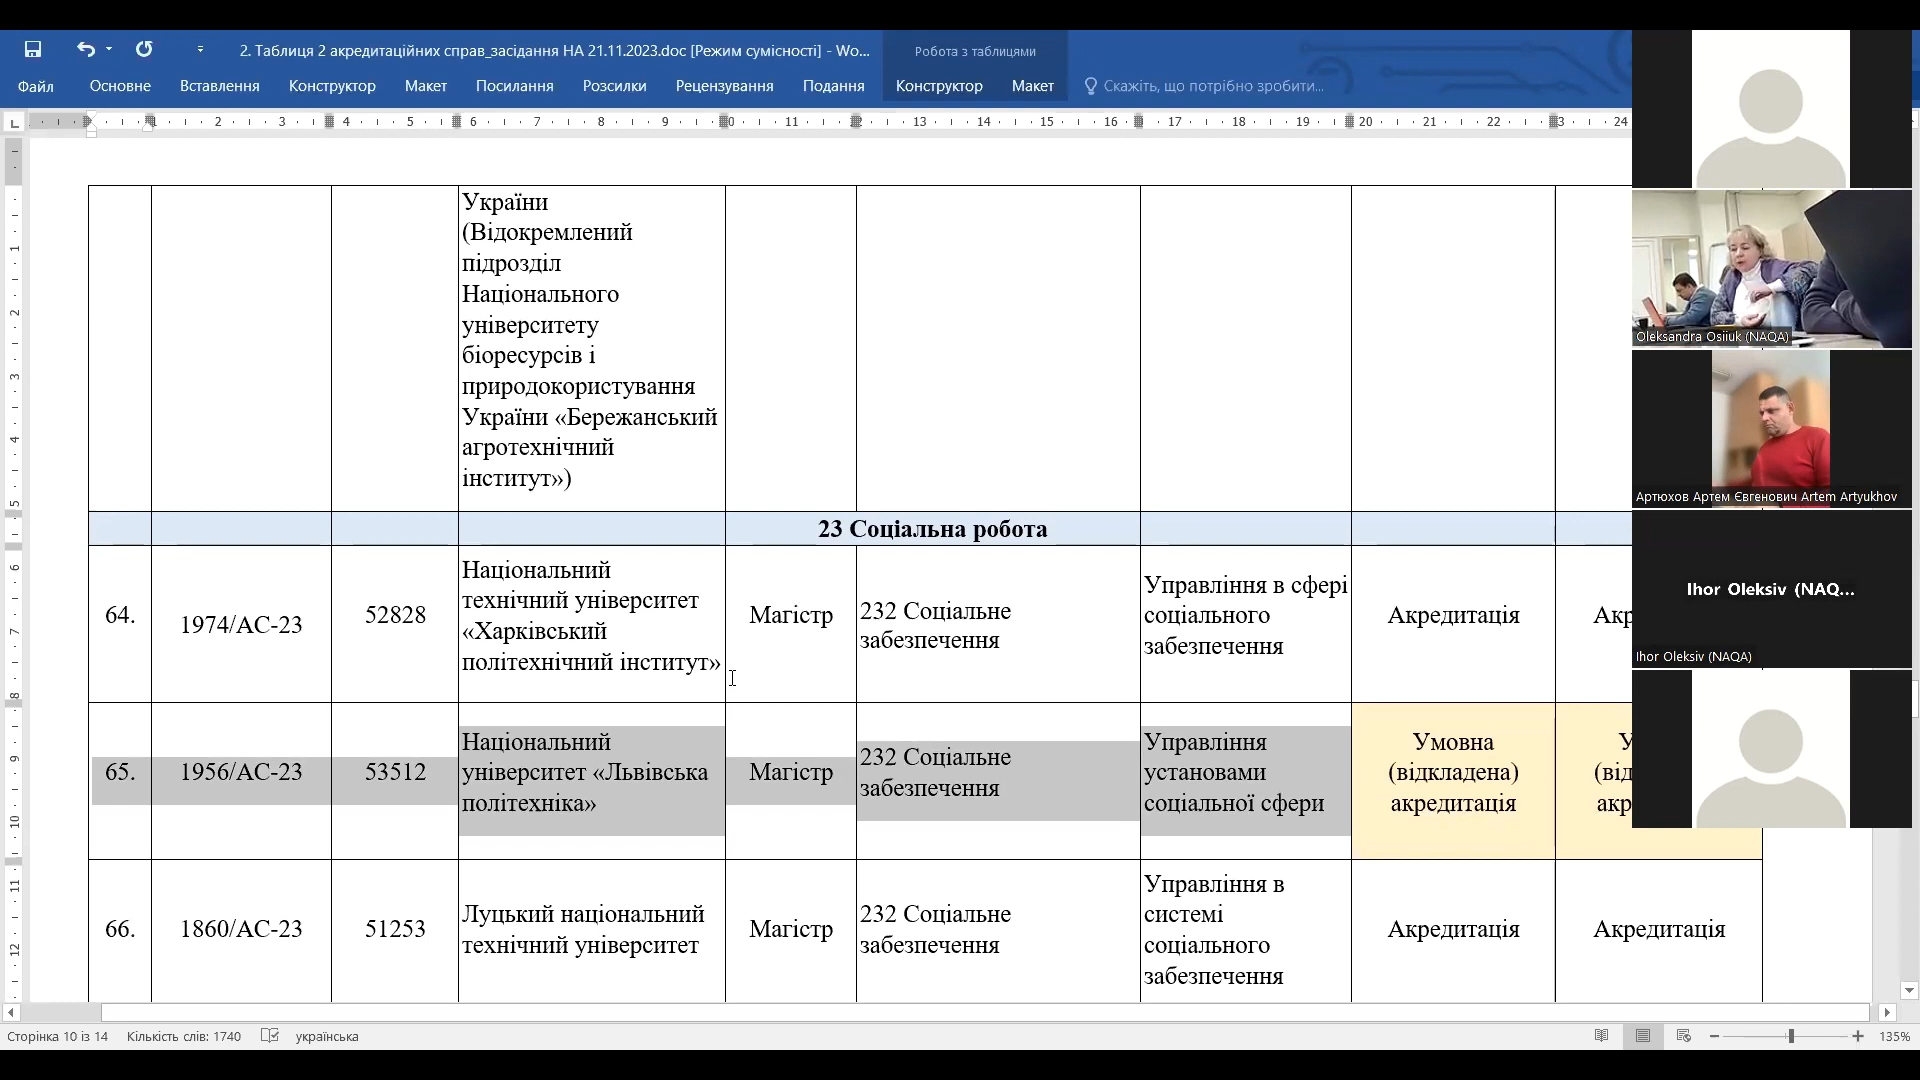 2. Таблиця 2 акредитаційних справ_засідання НА 21.11.2023.doc [Режим сумісності] - Wo...
Робота з таблицями
Файл Основне Вставлення Конструктор Макет Посилання Розсилки Рецензування Подання Конструктор Макет Скажіть, що потрібно зробити...
України
(Відокремлений
підрозділ
Національного
університету
біоресурсів і
природокористування
України «Бережанський
агротехнічний
інститут»)
23 Соціальна робота
64.
1974/АС-23
52828
Національний
технічний університет
«Харківський
політехнічний інститут»
Магістр
232 Соціальне
забезпечення
Управління в сфері
соціального
забезпечення
Акредитація
Акр
65.
1956/АС-23
53512
Національний
університет «Львівська
політехніка»
Магістр
232 Соціальне
забезпечення
Управління
установами
соціальної сфери
Умовна
(відкладена)
акредитація
У
(від
акр
66.
1860/АС-23
51253
Луцький національний
технічний університет
Магістр
232 Соціальне
забезпечення
Управління в
системі
соціального
забезпечення
Акредитація
Акредитація
Oleksandra Osiiuk (NAQA)
Артюхов Артем Євгенович Artem Artyukhov
Ihor Oleksiv (NAQ...
Ihor Oleksiv (NAQA)
Сторінка 10 із 14 Кількість слів: 1740 українська 135%